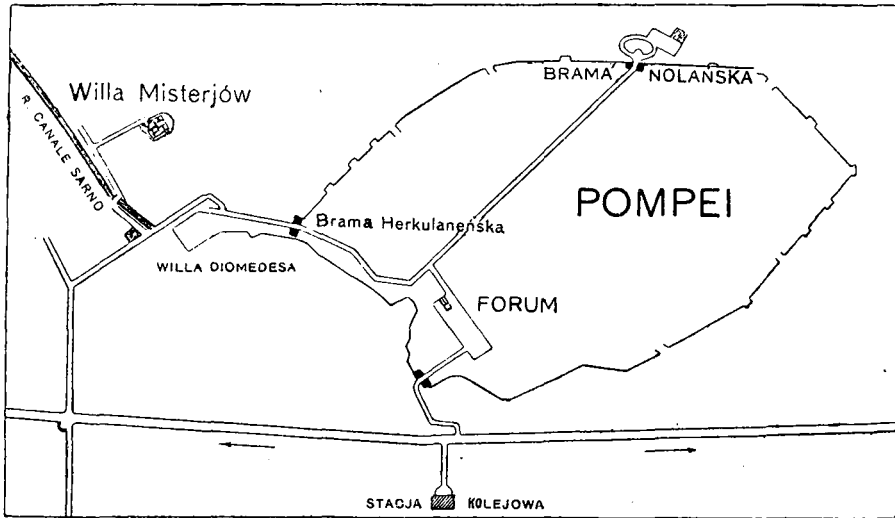 BRAMA NOLAŃSKA
Willa Misterjów
R. CANALE SARNO
POMPEI
Brama Herkulaneńska
WILLA DIOMEDESA
FORUM
STACJA KOLEJOWA